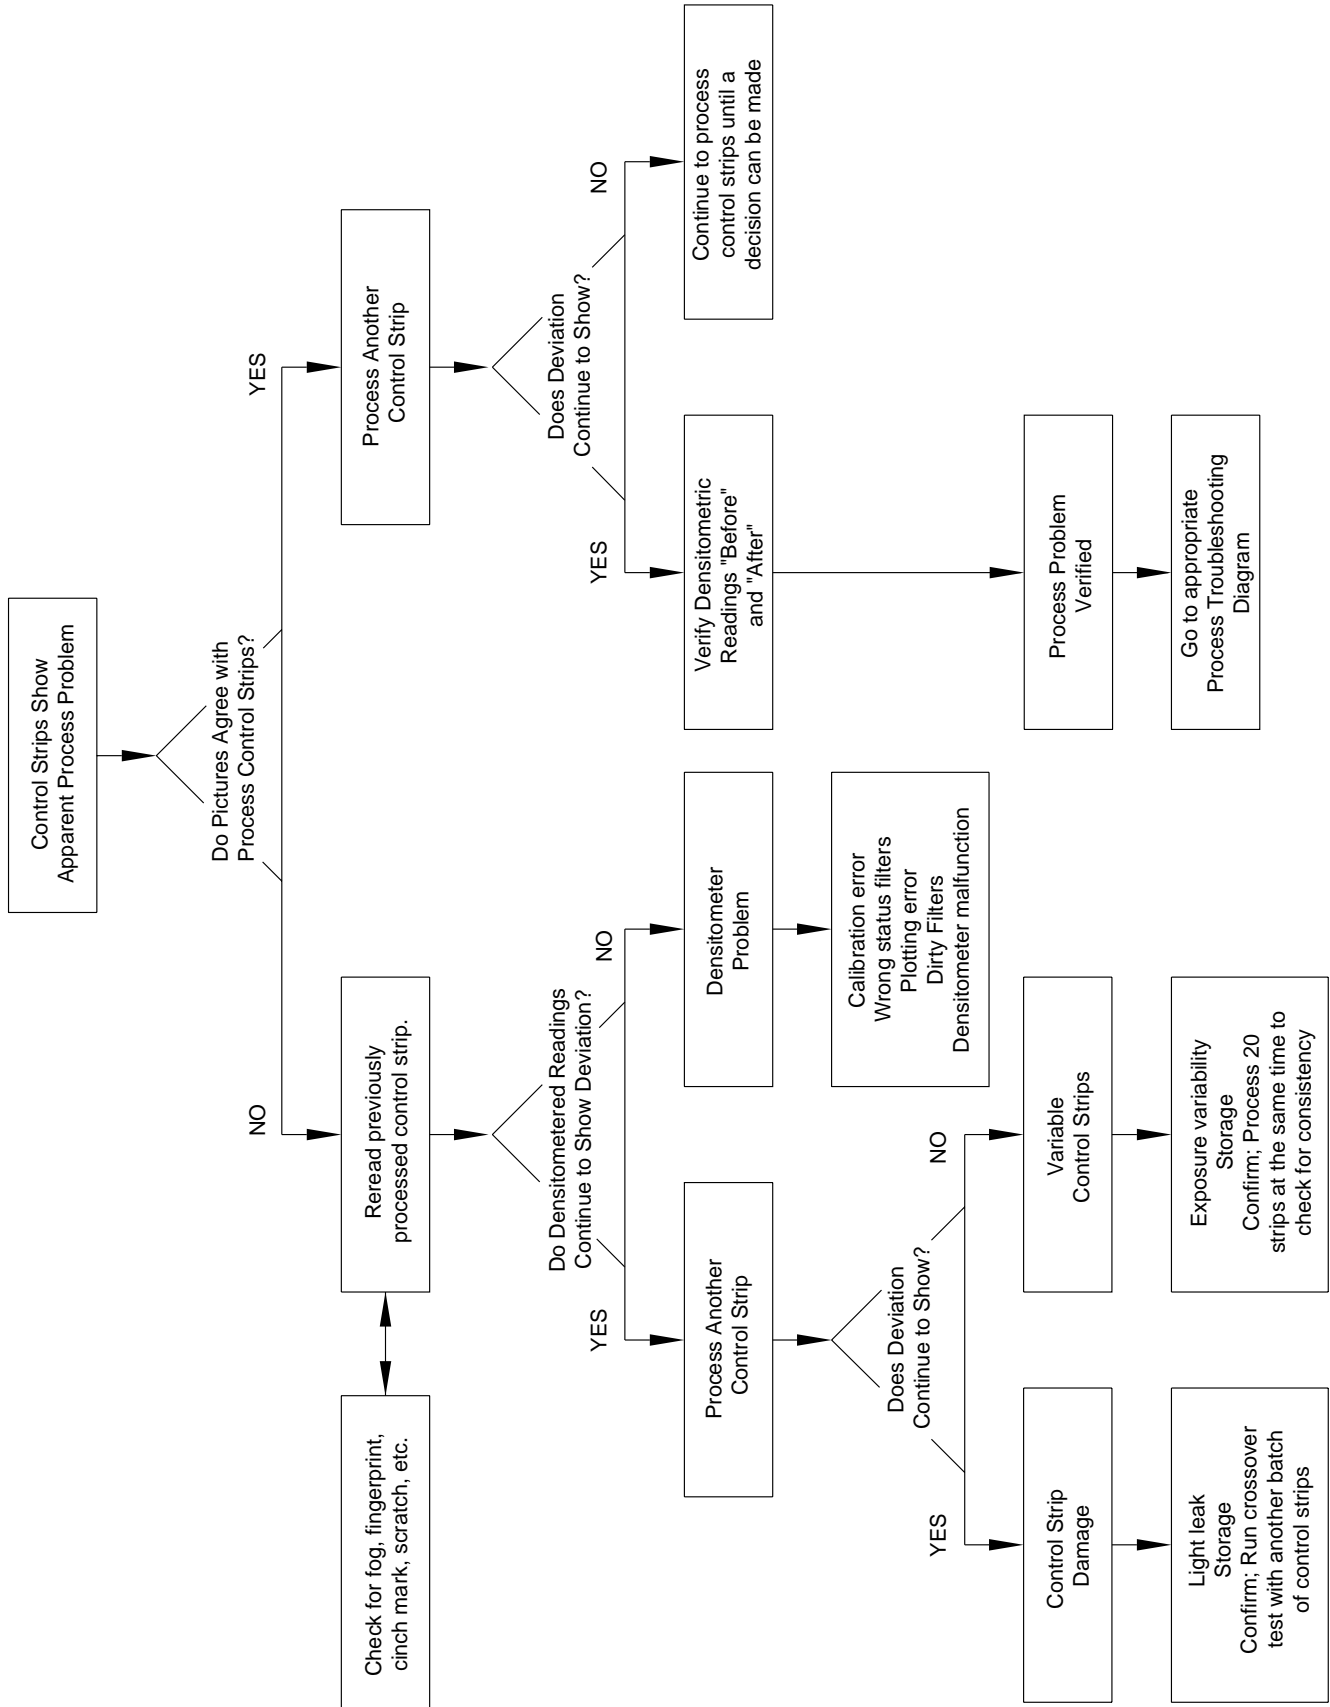 Control Strips Show
Apparent Process Problem
Do Pictures Agree with
Process Control Strips?
NO
YES
Check for fog, fingerprint,
cinch mark, scratch, etc.
Reread previously
processed control strip.
Process Another
Control Strip
Do Densitometered Readings
Continue to Show Deviation?
Does Deviation
Continue to Show?
YES
NO
YES
NO
Process Another
Control Strip
Densitometer
Problem
Verify Densitometric
Readings "Before"
and "After"
Continue to process
control strips until a
decision can be made
Does Deviation
Continue to Show?
Calibration error
Wrong status filters
Plotting error
Dirty Filters
Densitometer malfunction
YES
NO
Control Strip
Damage
Variable
Control Strips
Process Problem
Verified
Light leak
Storage
Confirm; Run crossover
test with another batch
of control strips
Exposure variability
Storage
Confirm; Process 20
strips at the same time to
check for consistency
Go to appropriate
Process Troubleshooting
Diagram